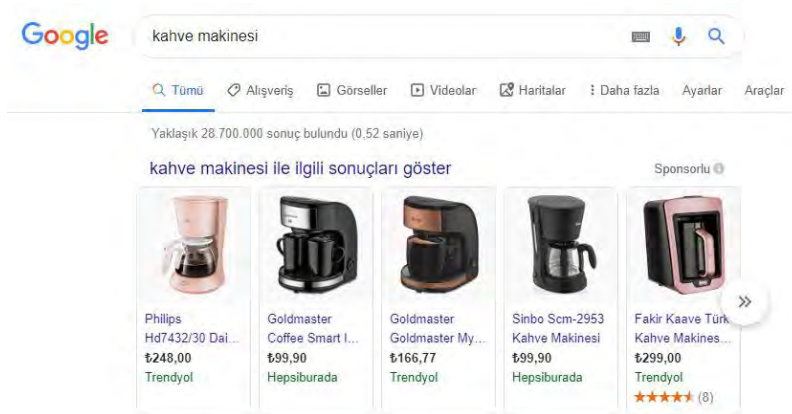 Google
kahve makinesi
Tümü Alışveriş Görseller Videolar Haritalar Daha fazla Ayarlar Araçlar
Yaklaşık 28.700.000 sonuç bulundu (0,52 saniye)
kahve makinesi ile ilgili sonuçları göster Sponsorlu
Philips
Hd7432/30 Dai...
₺248,00
Trendyol
Goldmaster
Coffee Smart I...
₺99,90
Hepsiburada
Goldmaster
Goldmaster My...
₺166,77
Trendyol
Sinbo Scm-2953
Kahve Makinesi
₺99,90
Hepsiburada
Fakir Kaave Türk
Kahve Makines...
₺299,00
Trendyol
(8)